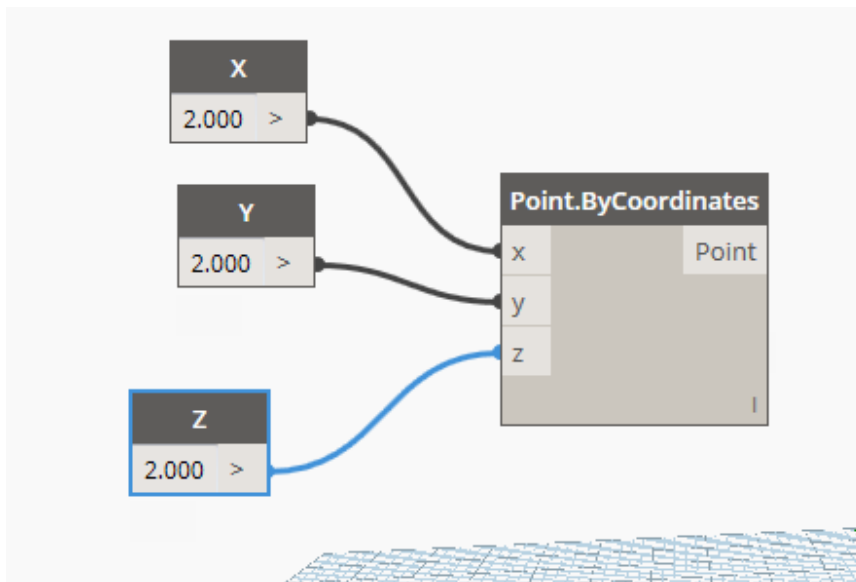 X
2.000 >
Y
2.000 >
Z
2.000 >
Point.ByCoordinates
x
Point
y
z
l